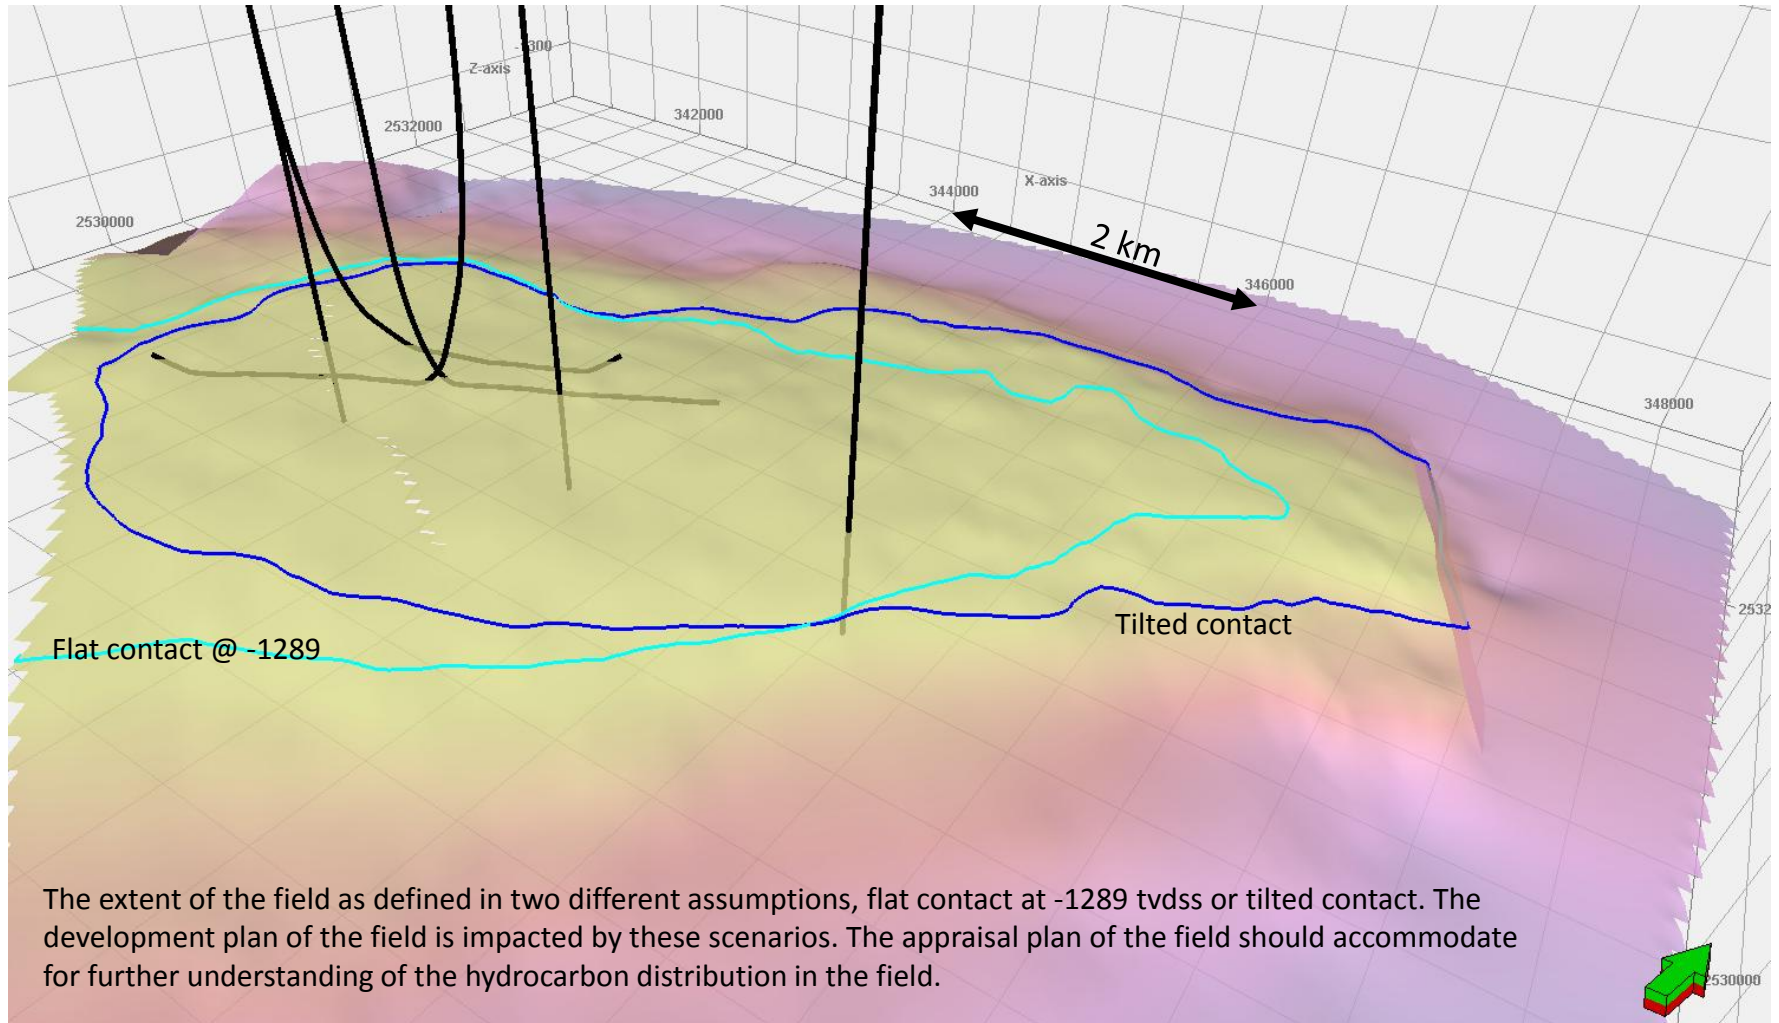 -1300
Z-axis
342000
2532000
344000
X-axis
2530000
2 km
346000
348000
2532
Tilted contact
Flat contact @ -1289
The extent of the field as defined in two different assumptions, flat contact at -1289 tvdss or tilted contact. The
development plan of the field is impacted by these scenarios. The appraisal plan of the field should accommodate
for further understanding of the hydrocarbon distribution in the field.
2530000